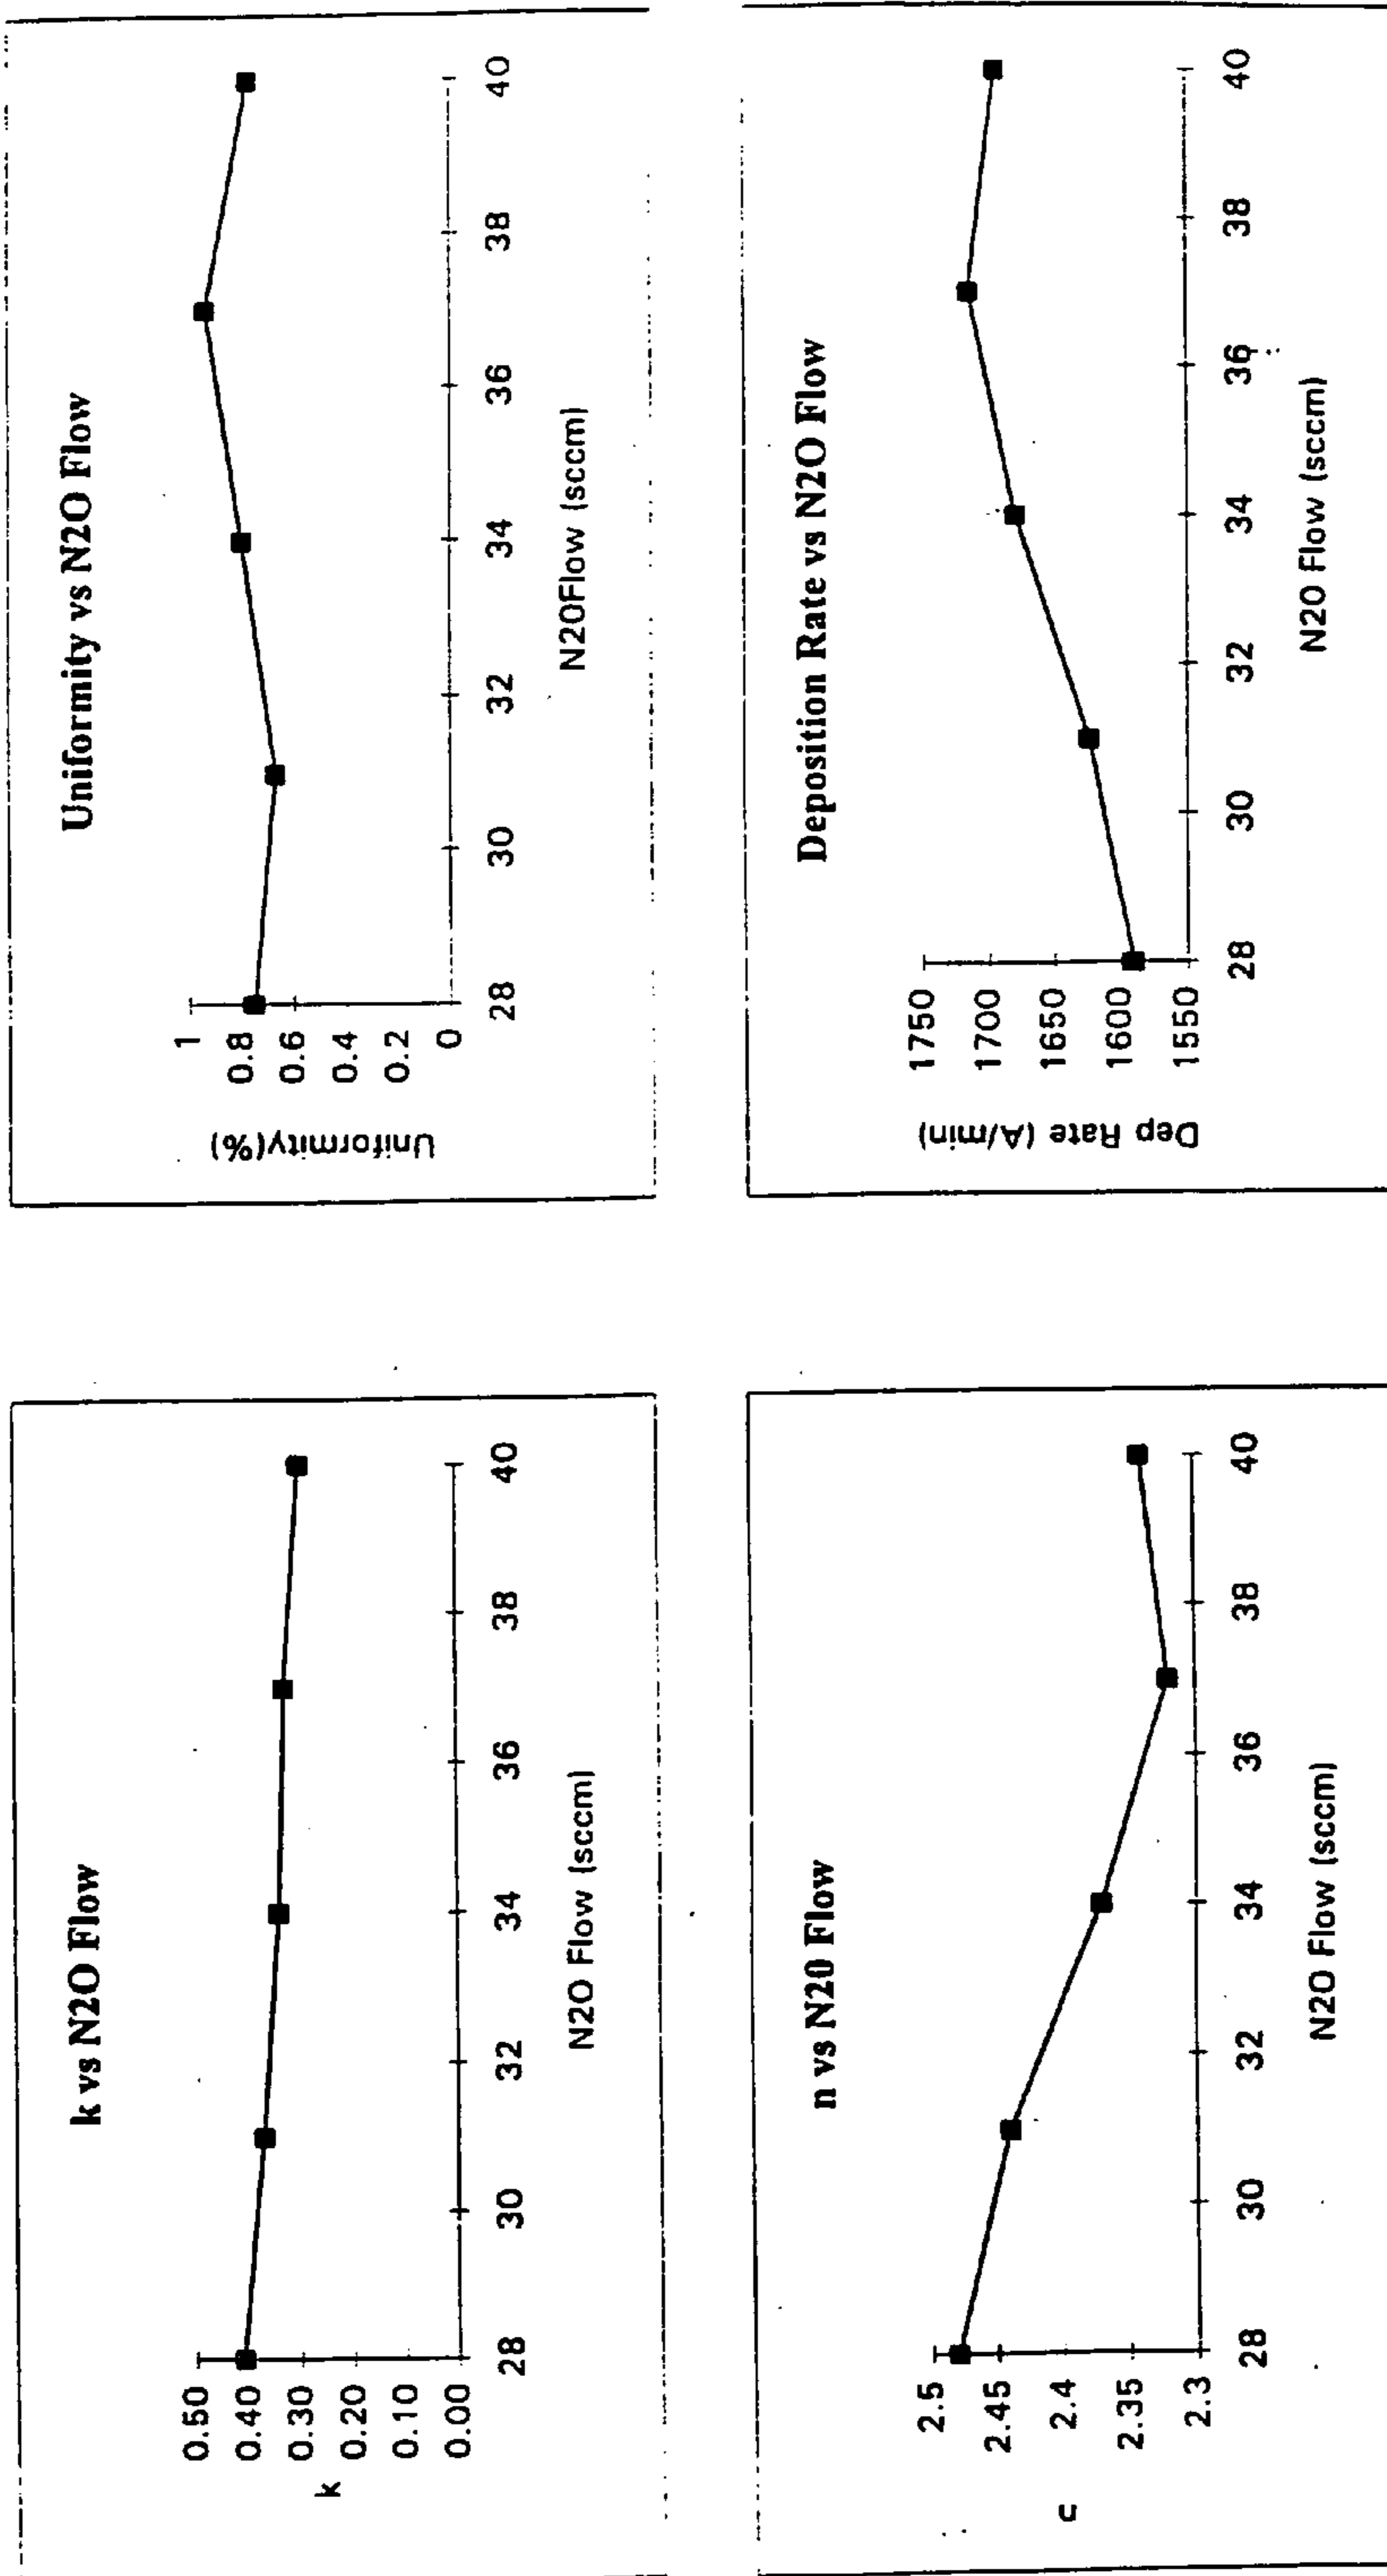 k vs N2O Flow
k
0.50
0.40
0.30
0.20
0.10
0.00
28 30 32 34 36 38 40
N2O Flow (sccm)
Uniformity vs N2O Flow
Uniformity(%)
1
0.8
0.6
0.4
0.2
0
28 30 32 34 36 38 40
N2OFlow (sccm)
n vs N20 Flow
n
2.5
2.45
2.4
2.35
2.3
28 30 32 34 36 38 40
N2O Flow (sccm)
Deposition Rate vs N2O Flow
Dep Rate (A/min)
1750
1700
1650
1600
1550
28 30 32 34 36 38 40
N2O Flow (sccm)